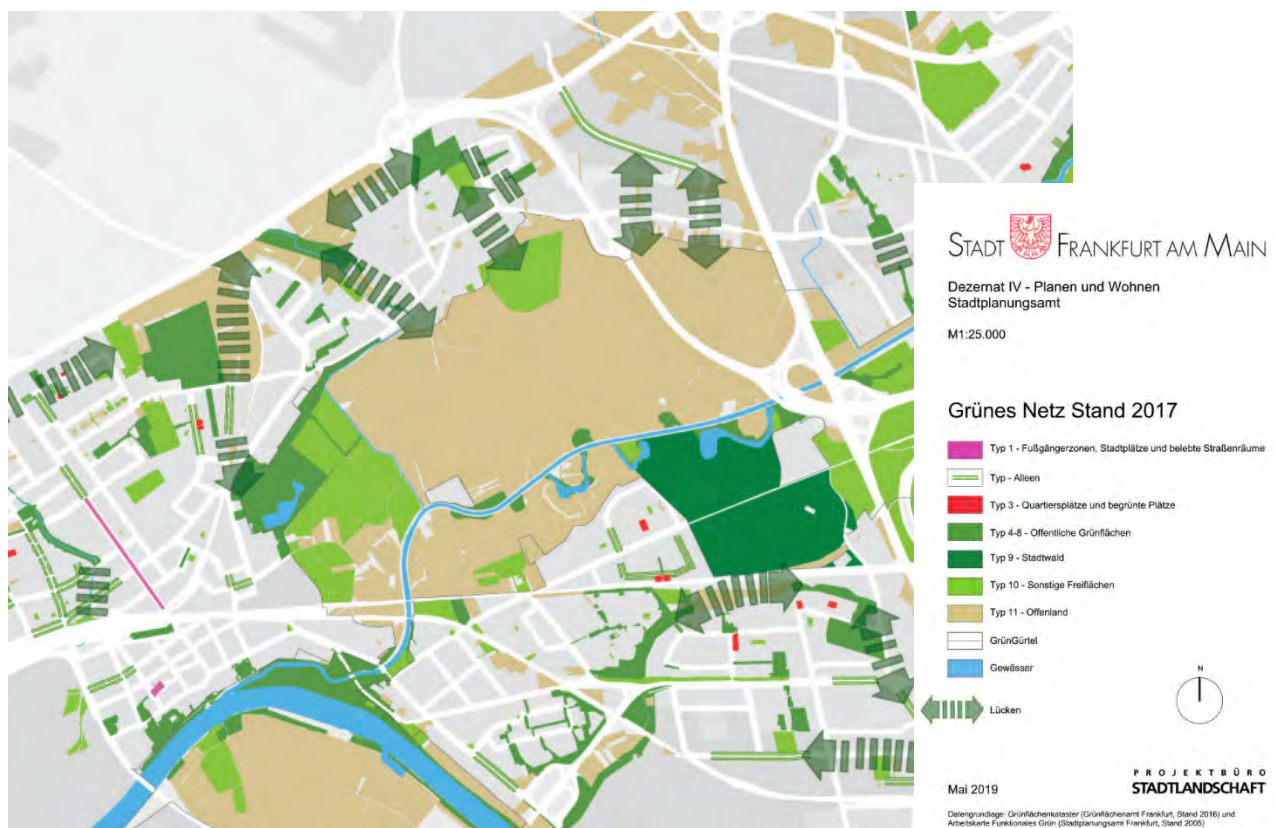 STADT FRANKFURT AM MAIN
Dezernat IV - Planen und Wohnen
Stadtplanungsamt
M1:25.000
Grünes Netz Stand 2017
Typ 1 - Fußgängerzonen, Stadtplätze und belebte Straßenräume
Typ - Alleen
Typ 3 - Quartiersplätze und begrünte Plätze
Typ 4-8 - Öffentliche Grünflächen
Typ 9 - Stadtwald
Typ 10 - Sonstige Freiflächen
Typ 11 - Offenland
GrünGürtel
Gewässer
Lücken
N
Mai 2019
PROJEKTBÜRO
STADTLANDSCHAFT
Datengrundlage: Grünflächenkataster (Grünflächenamt Frankfurt, Stand 2016) und
Arbeitskarte Funktionales Grün (Stadtplanungsamt Frankfurt, Stand 2005)